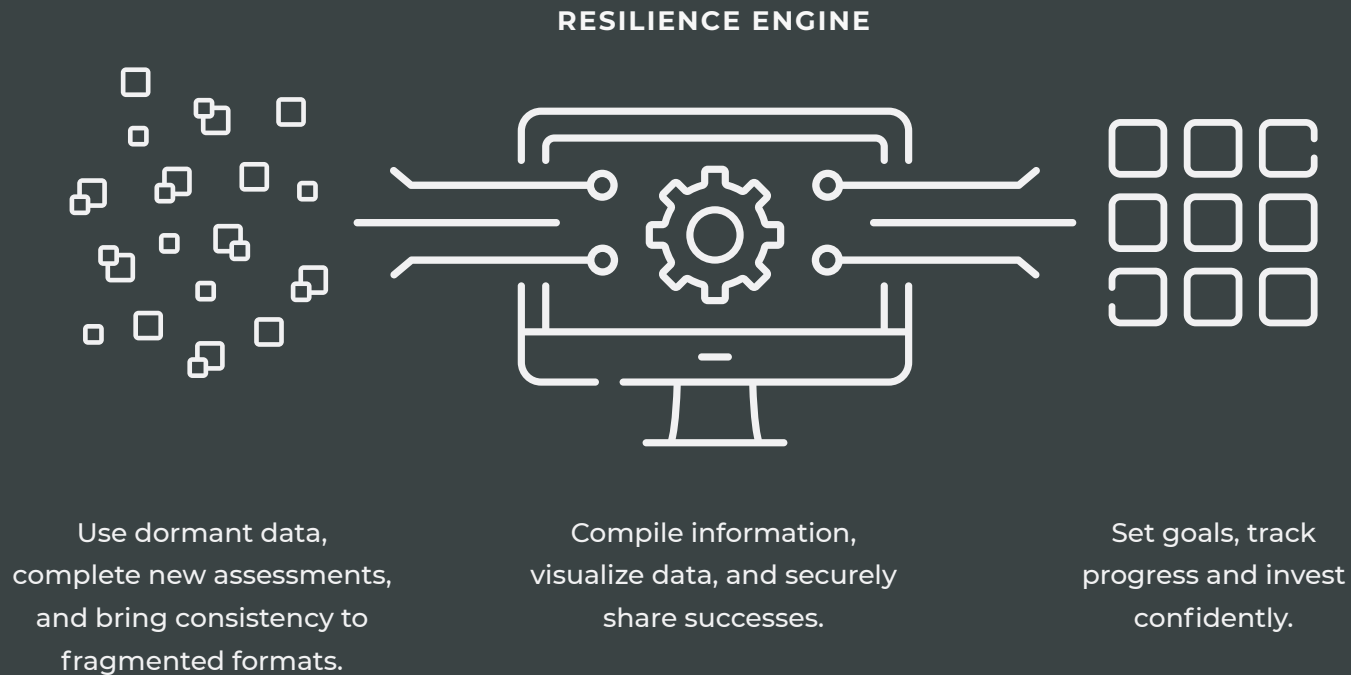 RESILIENCE ENGINE
Use dormant data,
complete new assessments,
and bring consistency to
fragmented formats.
Compile information,
visualize data, and securely
share successes.
Set goals, track
progress and invest
confidently.